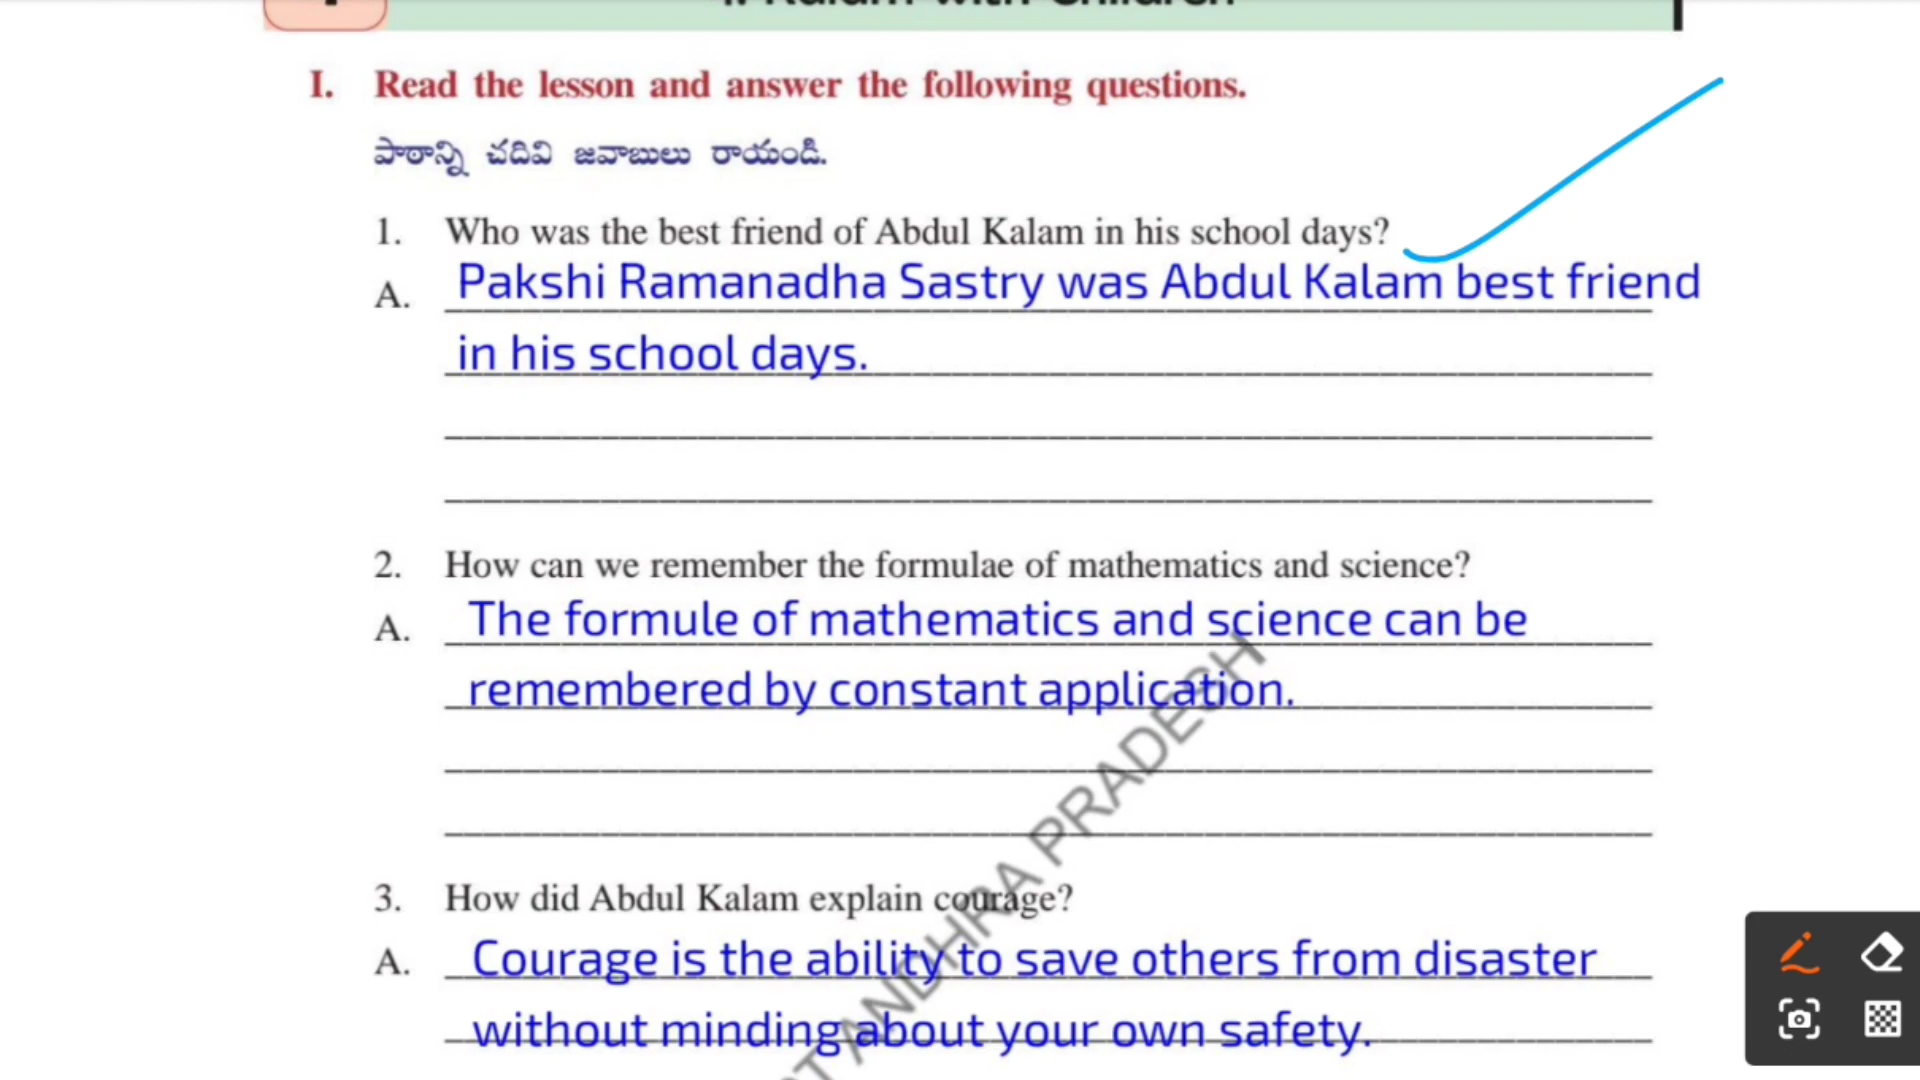 1. Kalam with Children
I. Read the lesson and answer the following questions.
పాఠాన్ని చదివి జవాబులు రాయండి.
1. Who was the best friend of Abdul Kalam in his school days?
A. Pakshi Ramanadha Sastry was Abdul Kalam best friend
in his school days.
2. How can we remember the formulae of mathematics and science?
A. The formule of mathematics and science can be
remembered by constant application.
3. How did Abdul Kalam explain courage?
A. Courage is the ability to save others from disaster
without minding about your own safety.
ANDHRA PRADESH